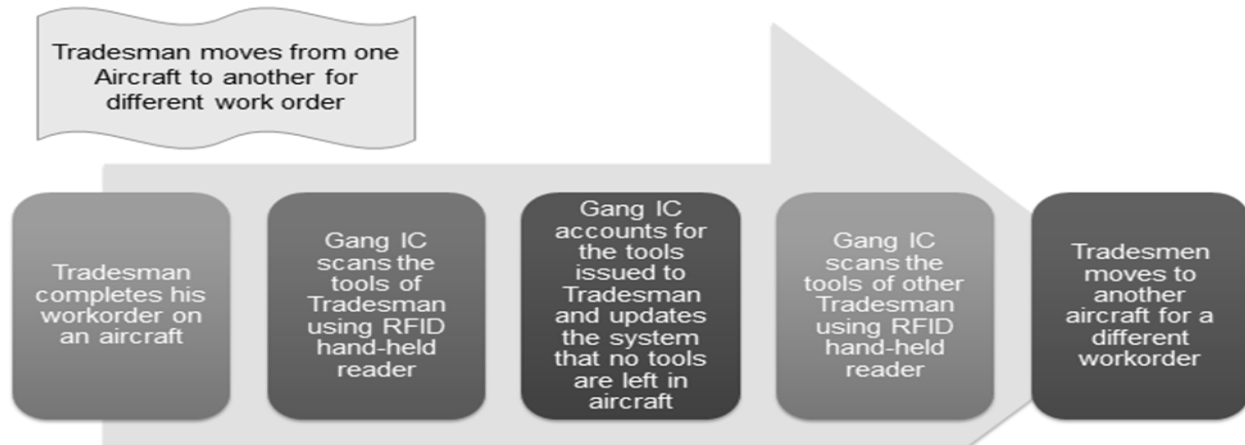 Tradesman moves from one
Aircraft to another for
different work order
Tradesman
completes his
workorder on
an aircraft
Gang IC
scans the
tools of
Tradesman
using RFID
hand-held
reader
Gang IC
accounts for
the tools
issued to
Tradesman
and updates
the system
that no tools
are left in
aircraft
Gang IC
scans the
tools of other
Tradesman
using RFID
hand-held
reader
Tradesmen
moves to
another
aircraft for a
different
workorder